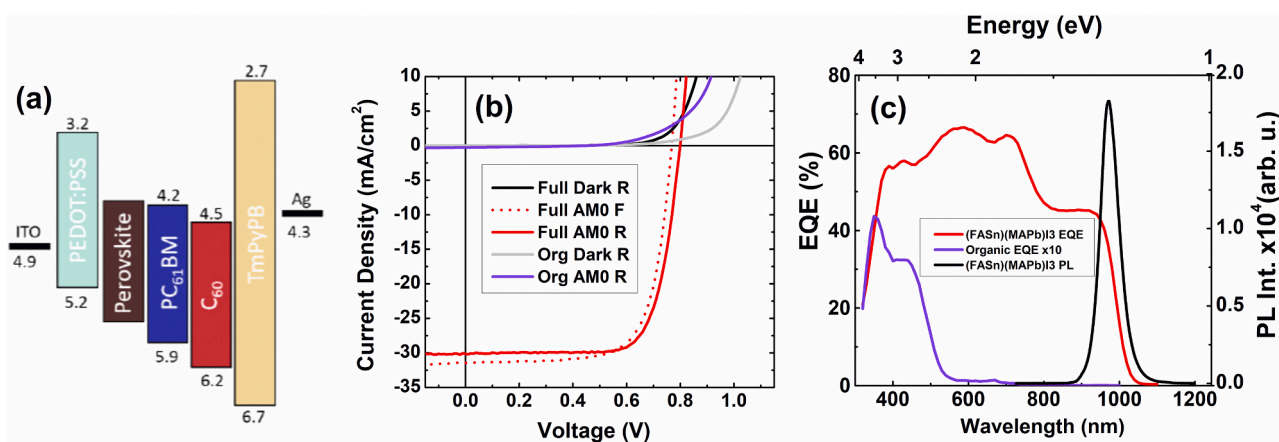 (a)
2.7
3.2
PEDOT:PSS
5.2
ITO
4.9
Perovskite
4.2
PC61BM
5.9
4.5
C60
6.2
TmPyPB
6.7
Ag
4.3
(b)
Current Density (mA/cm2)
10
5
0
-5
-10
-15
-20
-25
-30
-35
Full Dark R
Full AM0 F
Full AM0 R
Org Dark R
Org AM0 R
0.0 0.2 0.4 0.6 0.8 1.0
Voltage (V)
Energy (eV)
4 3 2 1
(c)
EQE (%)
80
60
40
20
0
(FASn)(MAPb)I3 EQE
Organic EQE x10
(FASn)(MAPb)I3 PL
2.0
1.5
1.0
0.5
0.0
PL Int. x10^4(arb. u.)
400 600 800 1000 1200
Wavelength (nm)